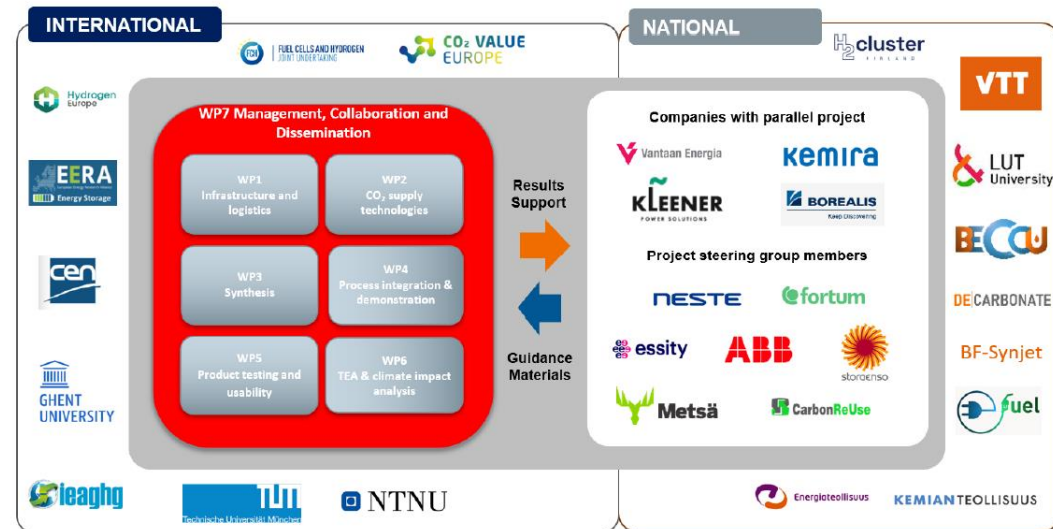 INTERNATIONAL
NATIONAL
FCH
FUEL CELLS AND HYDROGEN
JOINT UNDERTAKING
CO₂ VALUE
EUROPE
H2cluster
FINLAND
Hydrogen
Europe
EERA
Energy Storage
cen
GHENT
UNIVERSITY
ieaghg
TUM
Technische Universität München
NTNU
WP7 Management, Collaboration and
Dissemination
WP1
Infrastructure and
logistics
WP2
CO₂ supply
technologies
WP3
Synthesis
WP4
Process integration &
demonstration
WP5
Product testing and
usability
WP6
TEA & climate impact
analysis
Results
Support
Guidance
Materials
Companies with parallel project
Vantaan Energia
kemira
KLEENER
POWER SOLUTIONS
BOREALIS
Keep Discovering
Project steering group members
NESTE
fortum
essity
ABB
storaenso
Metsä
CarbonReUse
VTT
LUT
University
BECCU
DE|CARBONATE
BF-Synjet
fuel
Energiateollisuus
KEMIANTEOLLISUUS